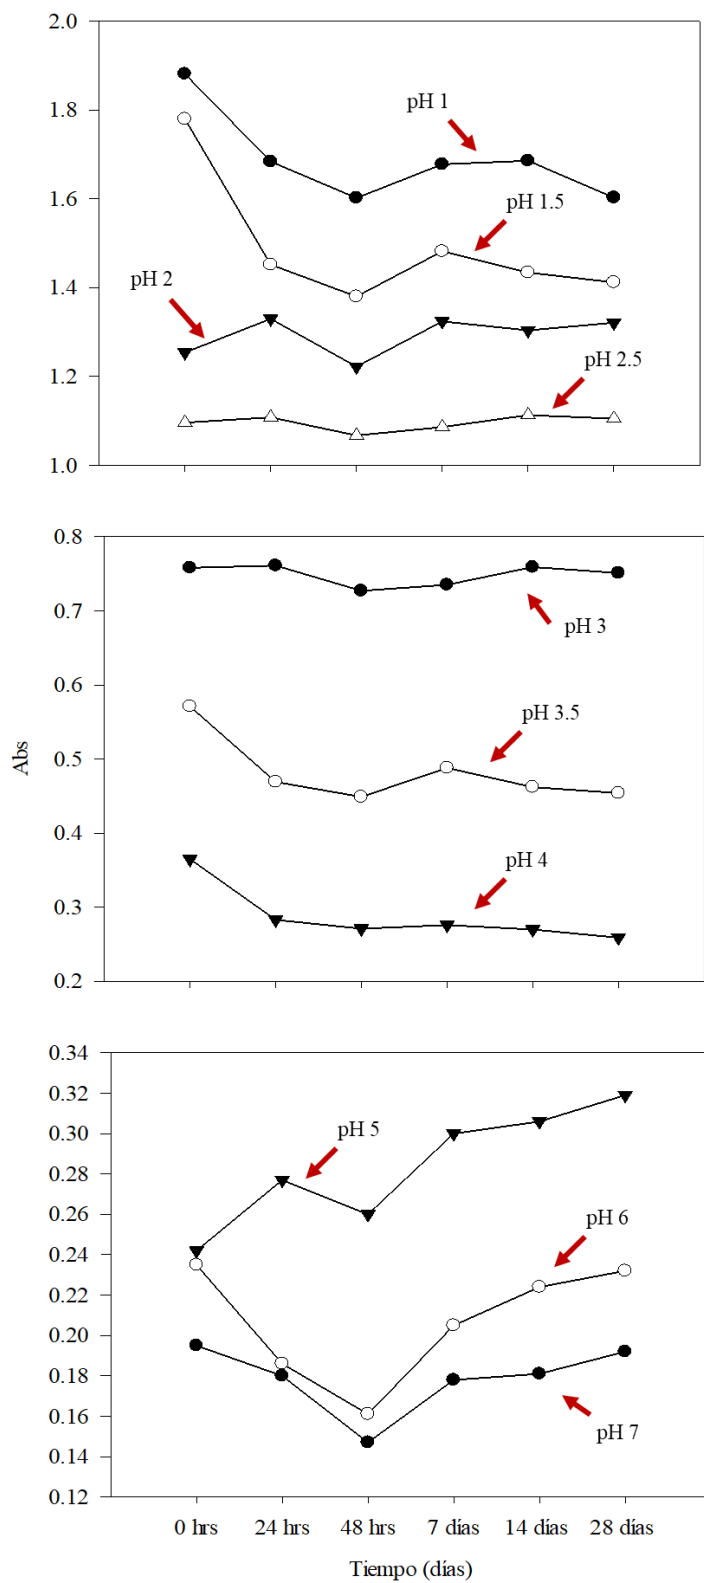 2.0
pH 1
1.8
pH 1.5
1.6
pH 2
1.4
pH 2.5
1.2
1.0
0.8
0.7
pH 3
0.6
pH 3.5
0.5
Abs
0.4
pH 4
0.3
0.2
0.34
0.32
pH 5
0.30
0.28
0.26
pH 6
0.24
0.22
0.20
0.18
0.16
pH 7
0.14
0.12
0 hrs 24 hrs 48 hrs 7 días 14 días 28 días
Tiempo (días)